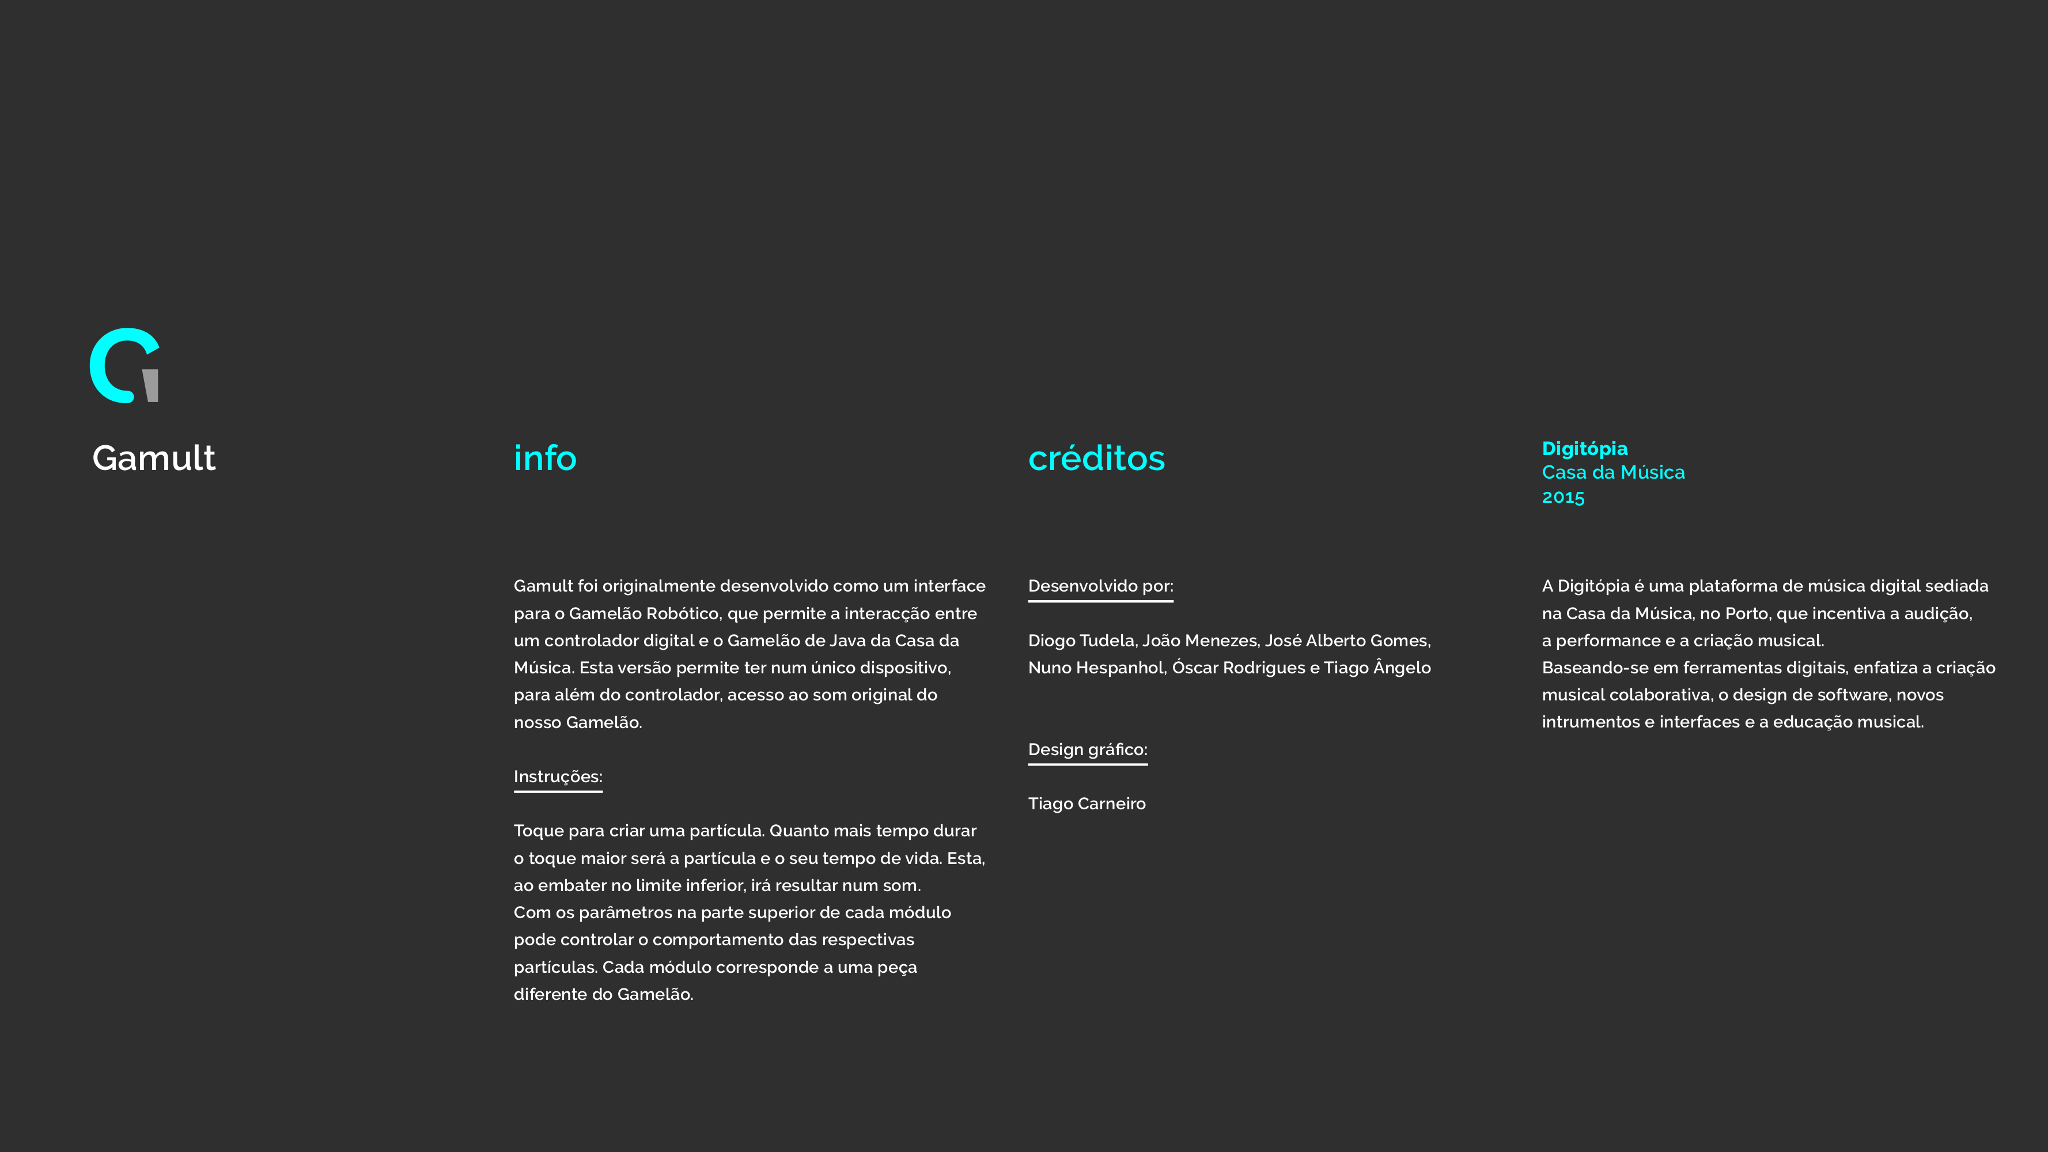 Gamult
info
Gamult foi originalmente desenvolvido como um interface
para o Gamelão Robótico, que permite a interacção entre
um controlador digital e o Gamelão de Java da Casa da
Música. Esta versão permite ter num único dispositivo,
para além do controlador, acesso ao som original do
nosso Gamelão.
Instruções:
Toque para criar uma partícula. Quanto mais tempo durar
o toque maior será a partícula e o seu tempo de vida. Esta,
ao embater no limite inferior, irá resultar num som.
Com os parâmetros na parte superior de cada módulo
pode controlar o comportamento das respectivas
partículas. Cada módulo corresponde a uma peça
diferente do Gamelão.
créditos
Desenvolvido por:
Diogo Tudela, João Menezes, José Alberto Gomes,
Nuno Hespanhol, Óscar Rodrigues e Tiago Ângelo
Design gráfico:
Tiago Carneiro
Digitópia
Casa da Música
2015
A Digitópia é uma plataforma de música digital sediada
na Casa da Música, no Porto, que incentiva a audição,
a performance e a criação musical.
Baseando-se em ferramentas digitais, enfatiza a criação
musical colaborativa, o design de software, novos
intrumentos e interfaces e a educação musical.